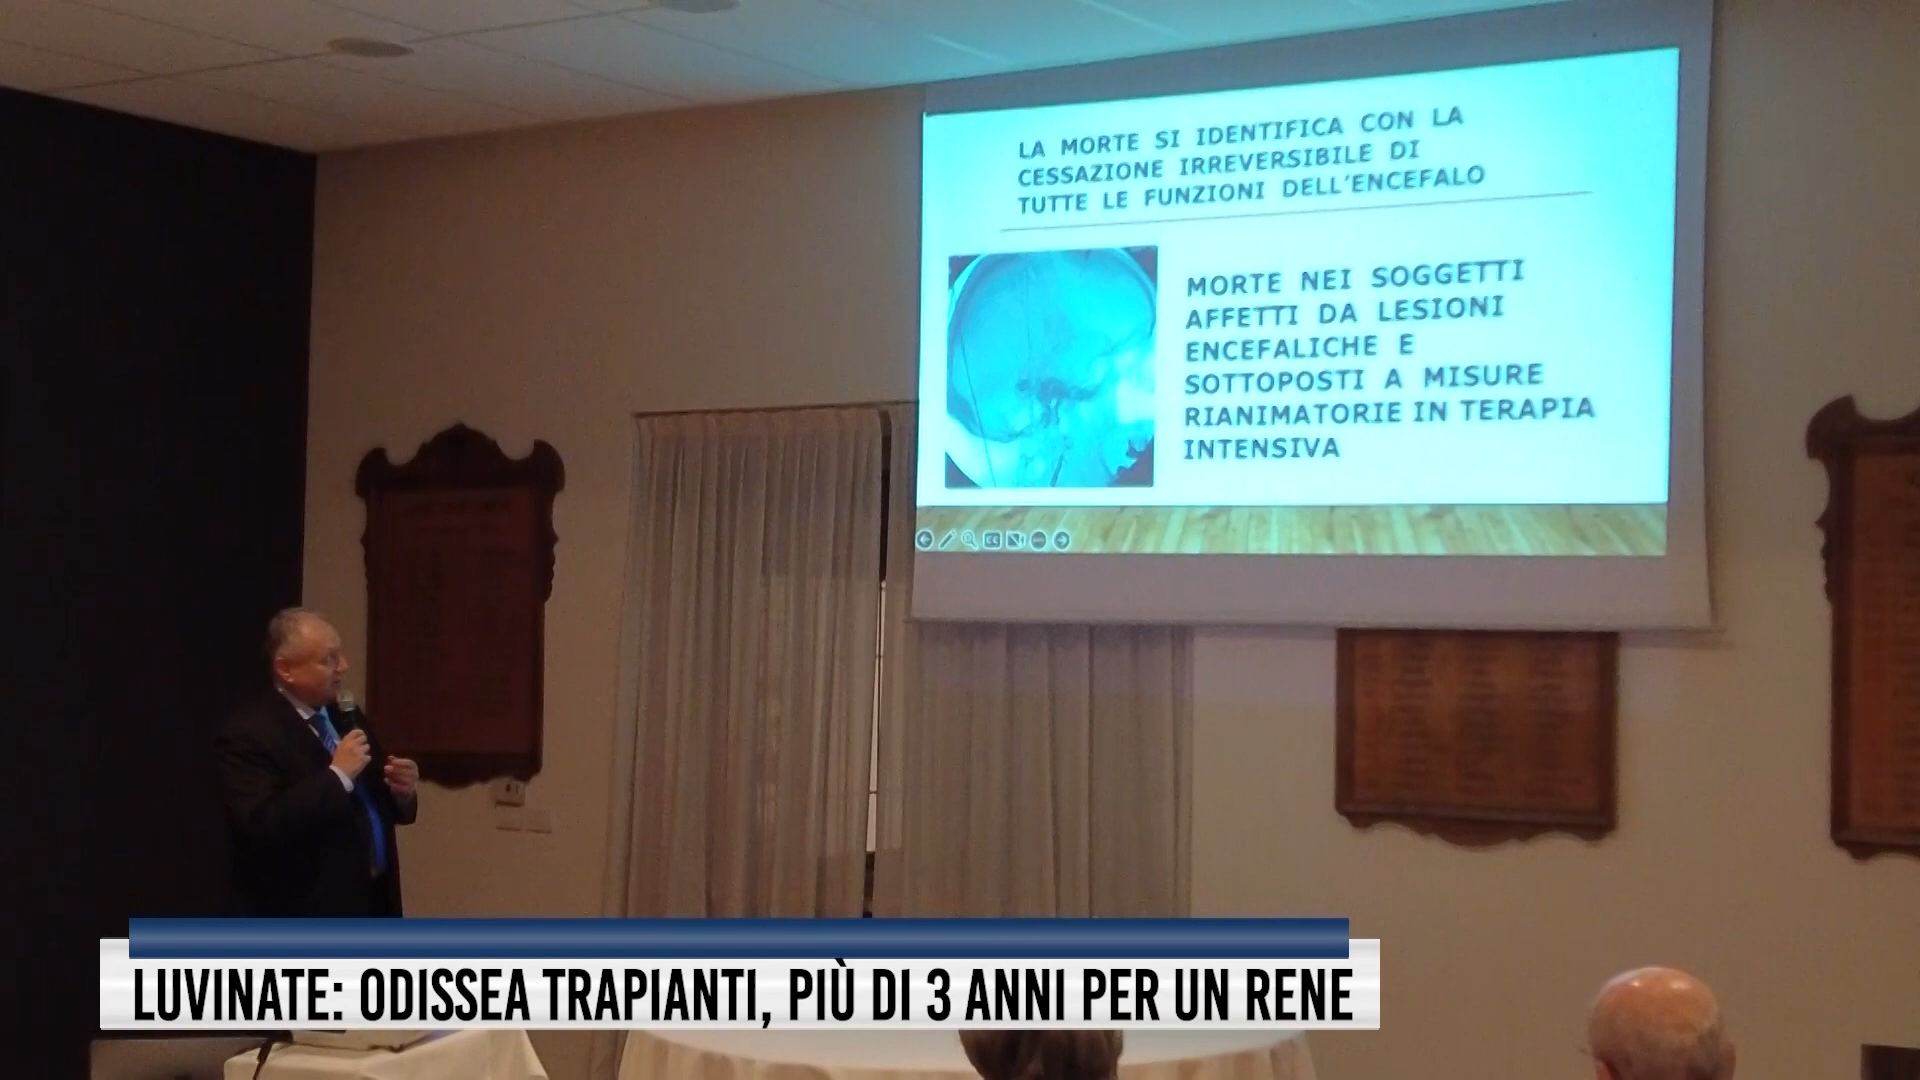 LA MORTE SI IDENTIFICA CON LA
CESSAZIONE IRREVERSIBILE DI
TUTTE LE FUNZIONI DELL'ENCEFALO
MORTE NEI SOGGETTI
AFFETTI DA LESIONI
ENCEFALICHE E
SOTTOPOSTI A MISURE
RIANIMATORIE IN TERAPIA
INTENSIVA
LUVINATE: ODISSEA TRAPIANTI, PIÙ DI 3 ANNI PER UN RENE